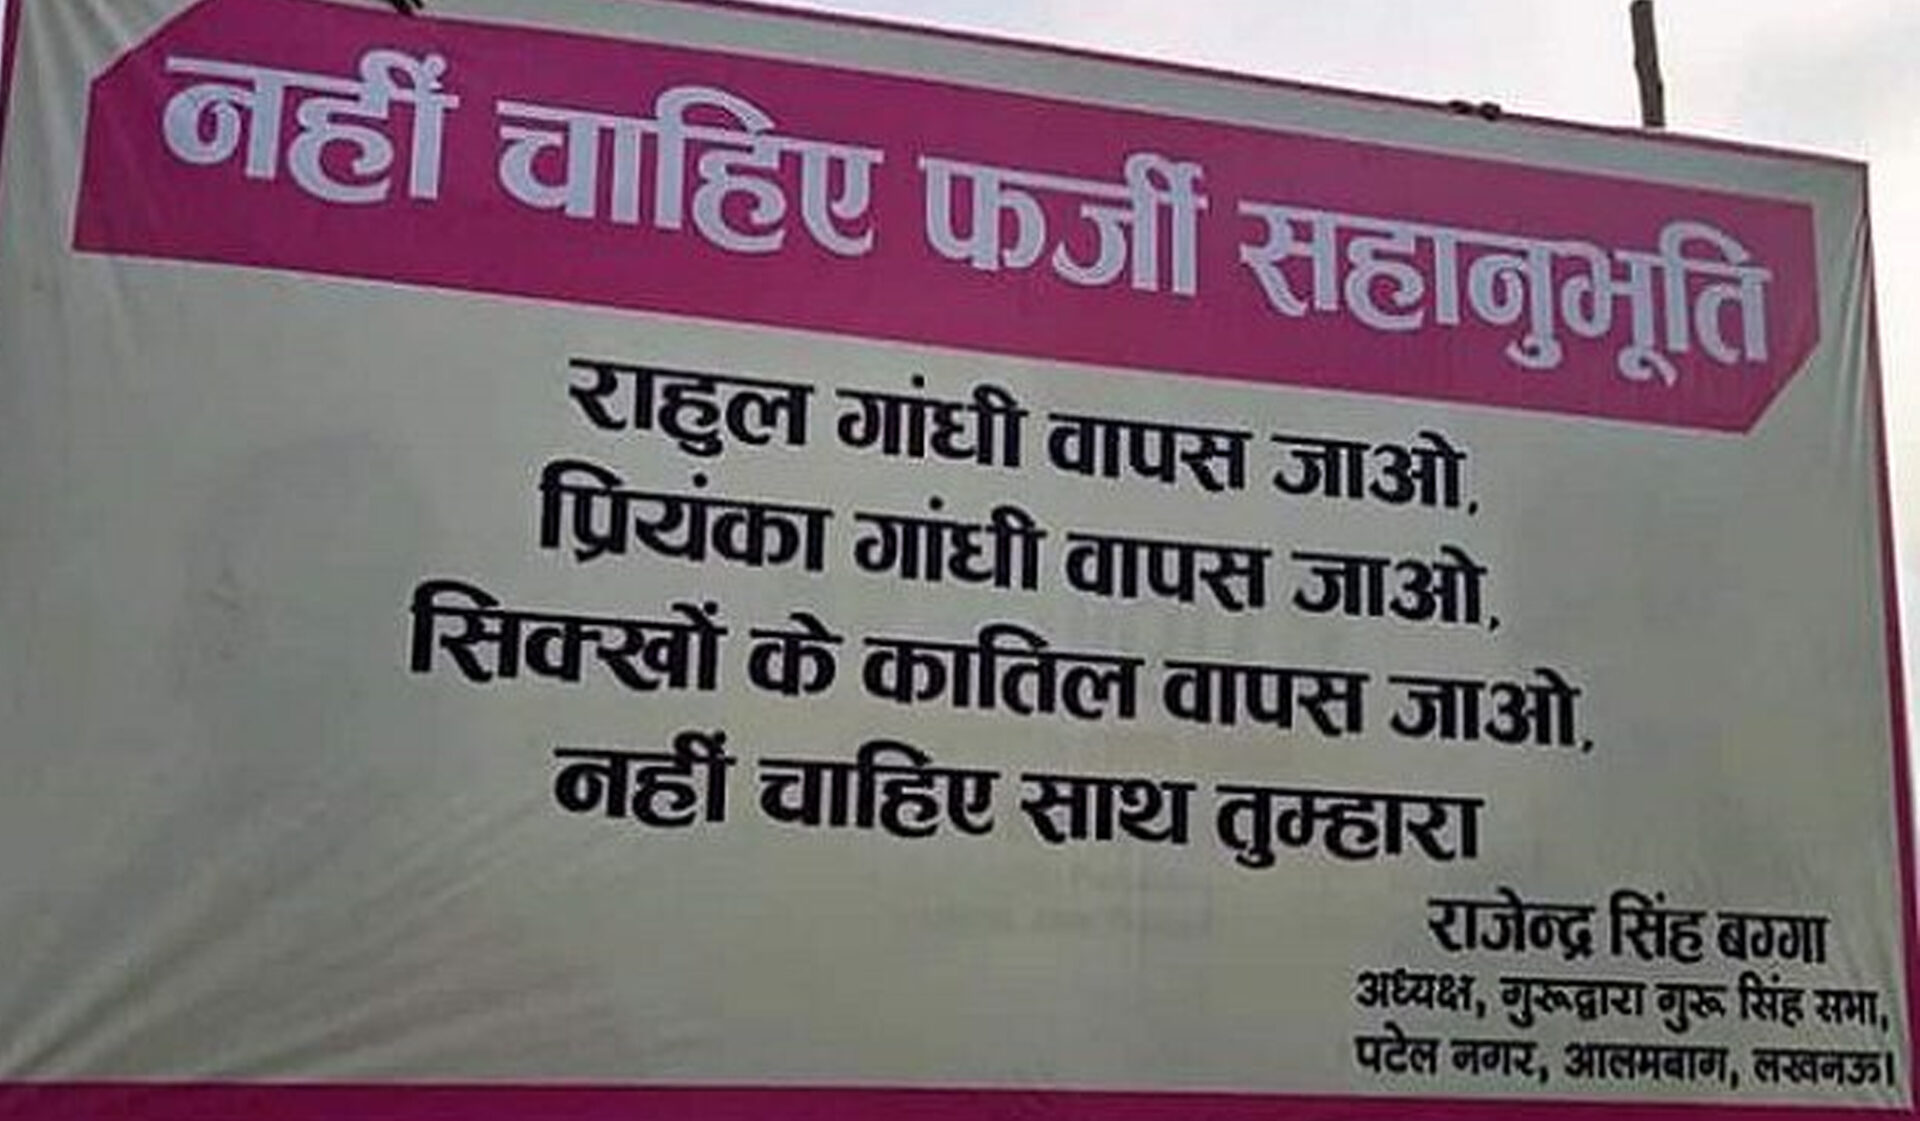 नहीं चाहिए फर्जी सहानुभूति
राहुल गांधी वापस जाओ,
प्रियंका गांधी वापस जाओ,
सिक्खों के कातिल वापस जाओ,
नहीं चाहिए साथ तुम्हारा
राजेन्द्र सिंह बग्गा
अध्यक्ष, गुरूद्वारा गुरू सिंह सभा,
पटेल नगर, आलमबाग, लखनऊ।